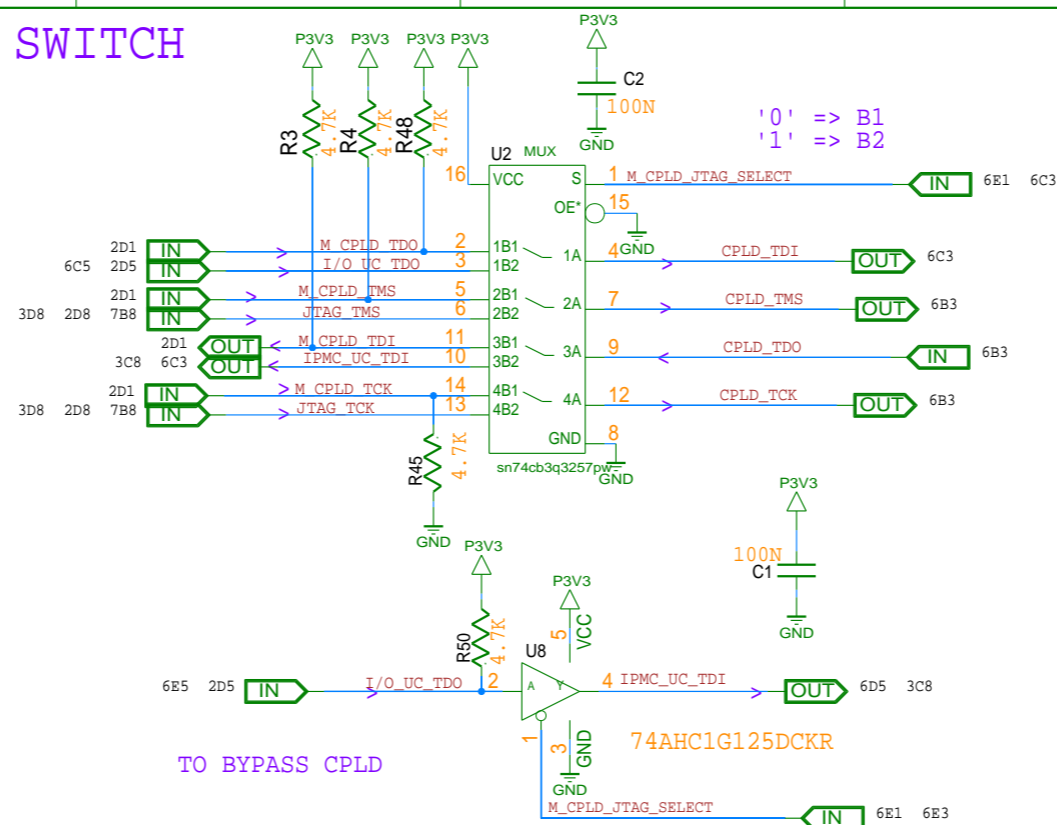 SWITCH
P3V3 P3V3 P3V3 P3V3
P3V3
R3 4.7K R4 4.7K R48 4.7K
C2
100N
GND
'0' => B1
'1' => B2
U2 MUX
16 VCC S 1 M_CPLD_JTAG_SELECT IN 6E1 6C3
OE* 15
GND
2D1 IN M_CPLD_TDO 2 1B1 1A 4 CPLD_TDI OUT 6C3
6C5 2D5 IN I/O_UC_TDO 3 1B2
2D1 IN M_CPLD_TMS 5 2B1 2A 7 CPLD_TMS OUT 6B3
3D8 2D8 7B8 IN JTAG_TMS 6 2B2
2D1 OUT M_CPLD_TDI 11 3B1 3A 9 CPLD_TDO IN 6B3
3C8 6C3 OUT IPMC_UC_TDI 10 3B2
2D1 IN M_CPLD_TCK 14 4B1 4A 12 CPLD_TCK OUT 6B3
3D8 2D8 7B8 IN JTAG_TCK 13 4B2
GND 8
GND
sn74cb3q3257pw
R45 4.7K
GND
P3V3
100N
C1
GND
P3V3
R50 4.7K
P3V3
5 VCC
U8
6E5 2D5 IN I/O_UC_TDO 2 A Y 4 IPMC_UC_TDI OUT 6D5 3C8
1 3 GND
GND
74AHC1G125DCKR
TO BYPASS CPLD
M_CPLD_JTAG_SELECT IN 6E1 6E3